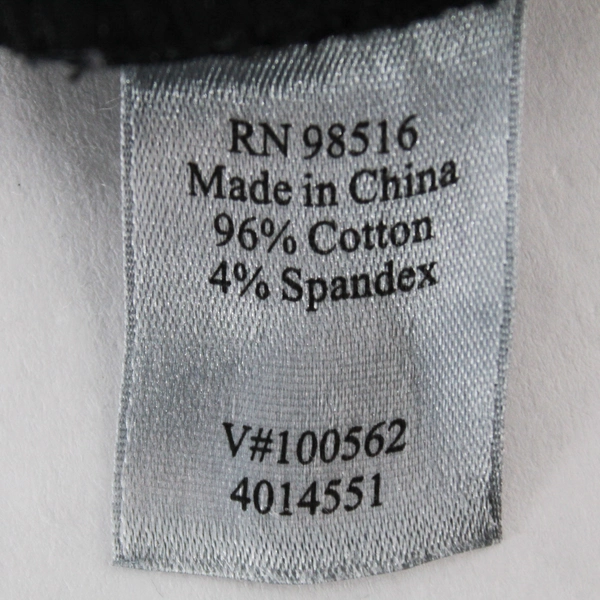 RN 98516
Made in China
96% Cotton
4% Spandex
V#100562
4014551